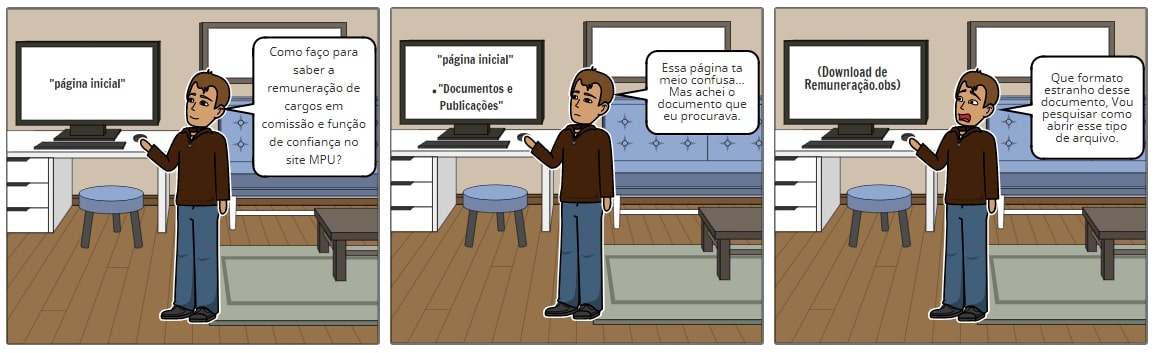 "página inicial"
Como faço para
saber a
remuneração de
cargos em
comissão e função
de confiança no
site MPU?
"página inicial"
• "Documentos e
Publicações"
Essa página ta
meio confusa...
Mas achei o
documento que
eu procurava.
(Download de
Remuneração.obs)
Que formato
estranho desse
documento, Vou
pesquisar como
abrir esse tipo
de arquivo.